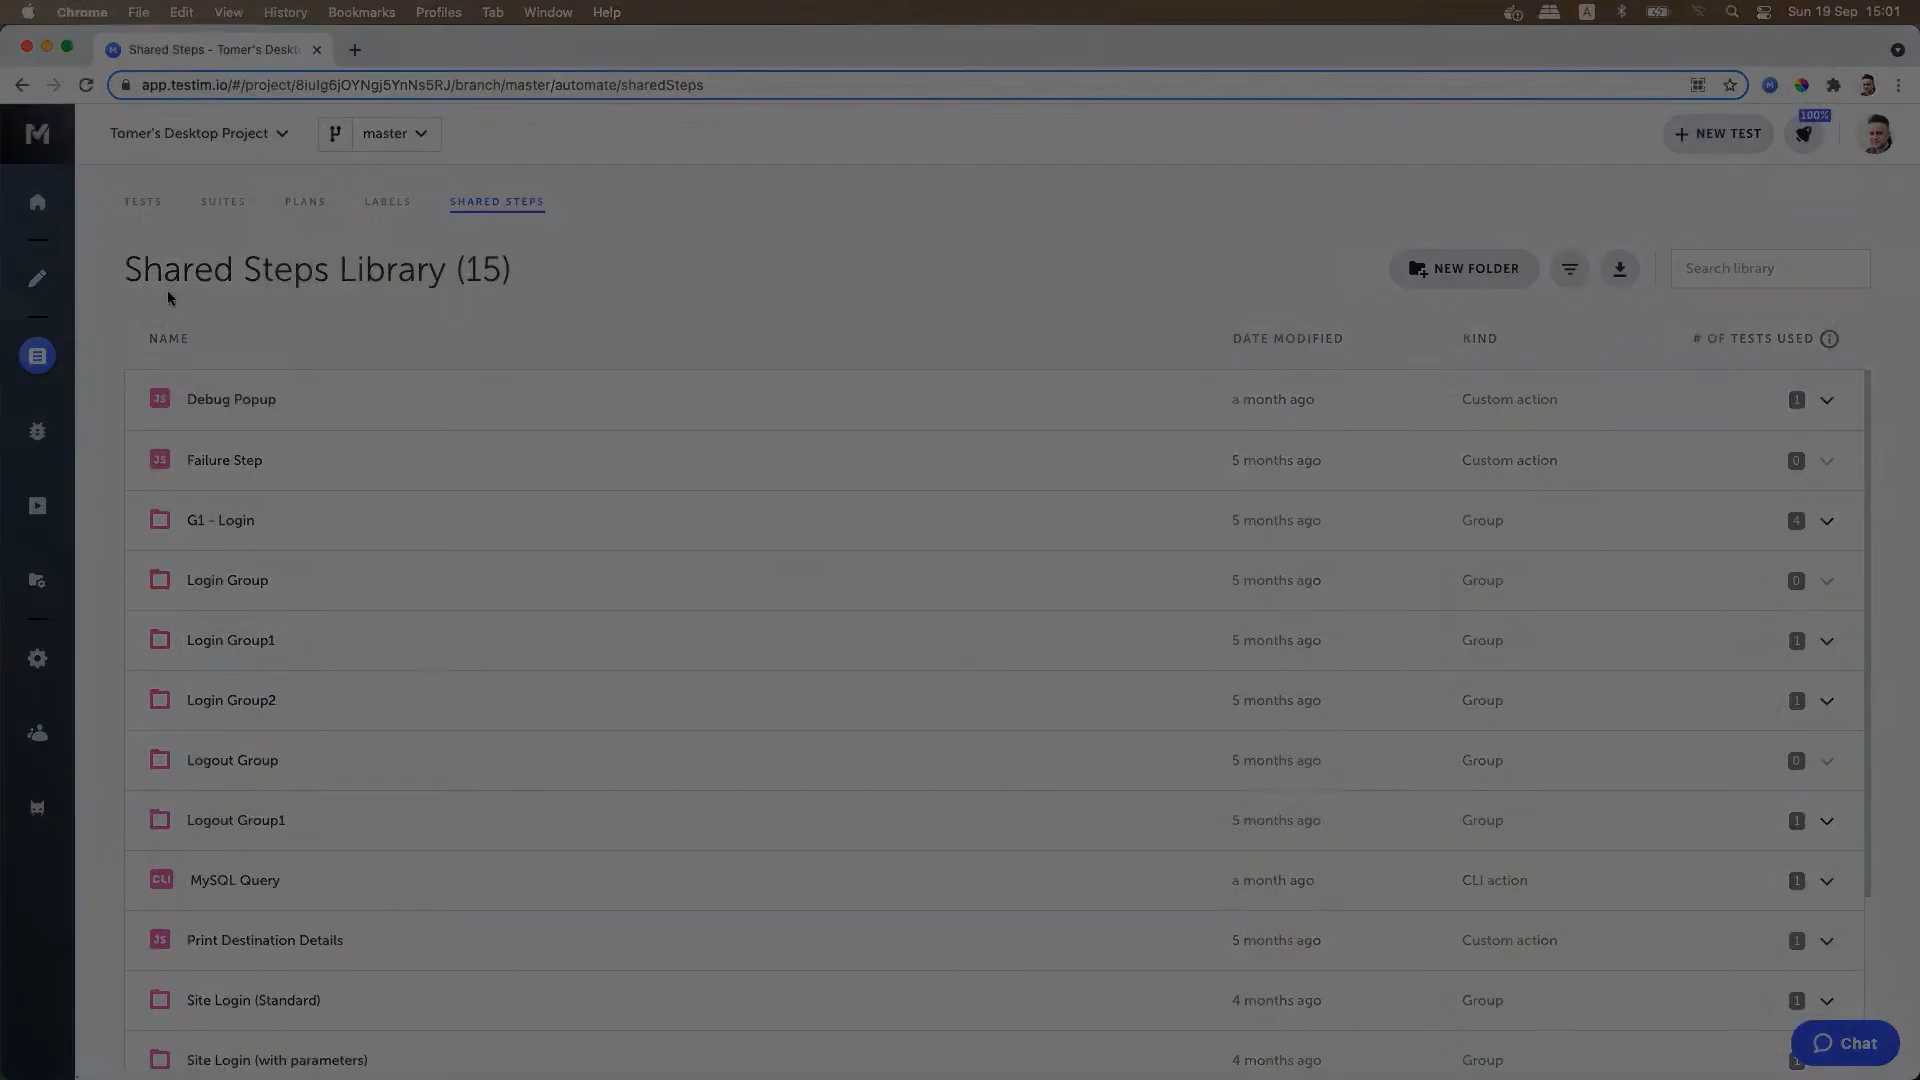 Chrome File Edit View History Bookmarks Profiles Tab Window Help A Sun 19 Sep 15:01
Shared Steps - Tomer's Deskt
app.testim.io/#/project/8iuIg6jOYNgj5YnNs5RJ/branch/master/automate/sharedSteps
Tomer's Desktop Project master NEW TEST 100%
TESTS SUITES PLANS LABELS SHARED STEPS
Shared Steps Library (15) NEW FOLDER Search library
NAME DATE MODIFIED KIND # OF TESTS USED
JS Debug Popup a month ago Custom action 1
JS Failure Step 5 months ago Custom action 0
G1 - Login 5 months ago Group 4
Login Group 5 months ago Group 0
Login Group1 5 months ago Group 1
Login Group2 5 months ago Group 1
Logout Group 5 months ago Group 0
Logout Group1 5 months ago Group 1
CLI MySQL Query a month ago CLI action 1
JS Print Destination Details 5 months ago Custom action 1
Site Login (Standard) 4 months ago Group 1
Site Login (with parameters) 4 months ago Group
Chat